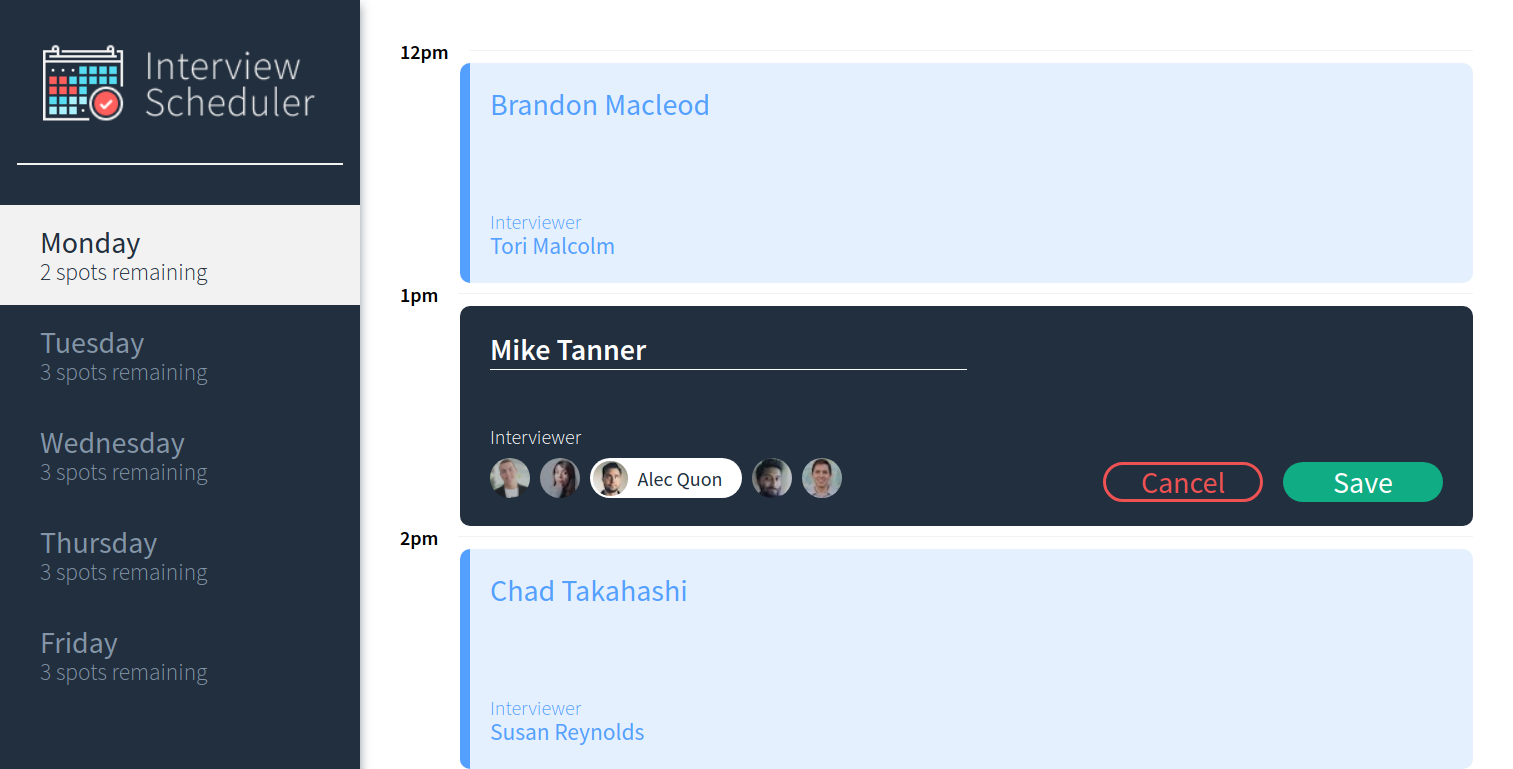 Interview
Scheduler
Monday
2 spots remaining
Tuesday
3 spots remaining
Wednesday
3 spots remaining
Thursday
3 spots remaining
Friday
3 spots remaining
12pm
Brandon Macleod
Interviewer
Tori Malcolm
1pm
Mike Tanner
Interviewer
Alec Quon
Cancel
Save
2pm
Chad Takahashi
Interviewer
Susan Reynolds